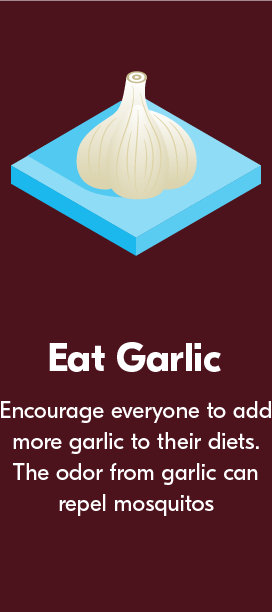 Eat Garlic
Encourage everyone to add
more garlic to their diets.
The odor from garlic can
repel mosquitos